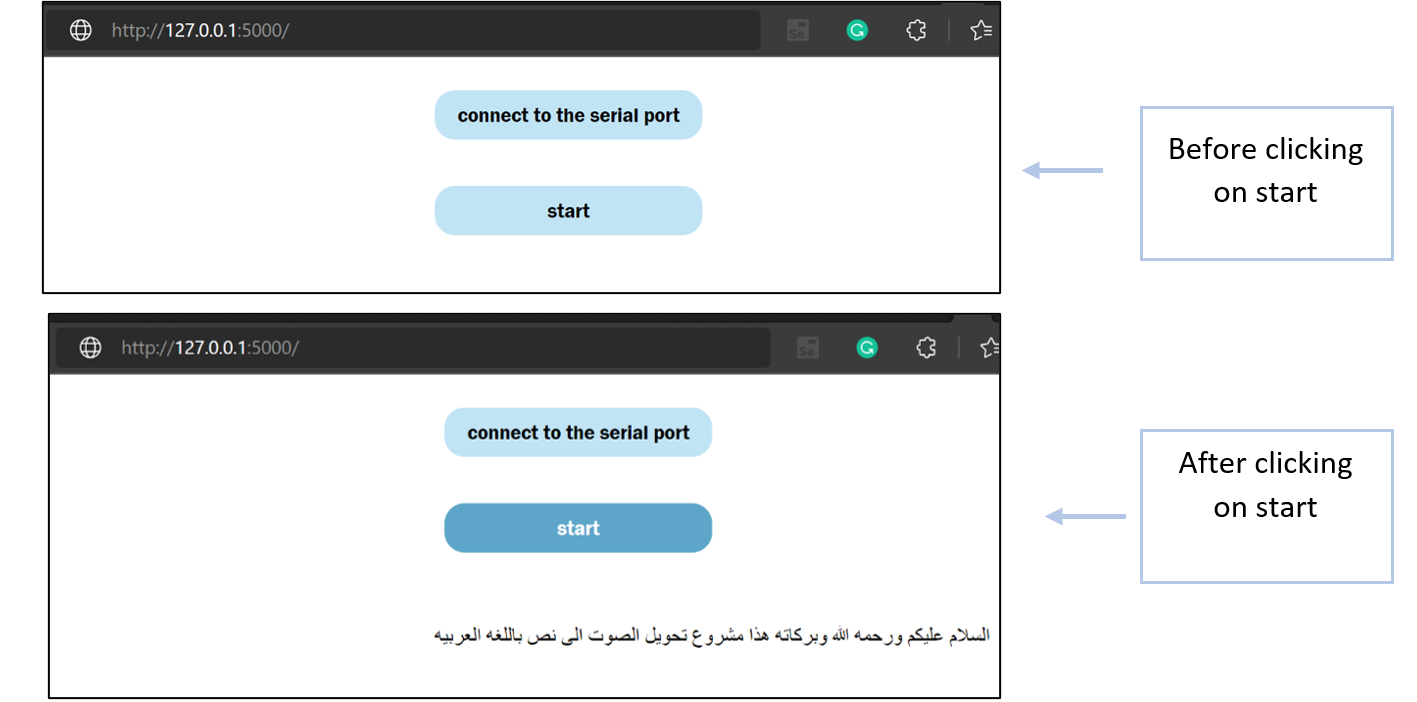 http://127.0.0.1:5000/
Se
connect to the serial port
start
Before clicking
on start
http://127.0.0.1:5000/
Se
connect to the serial port
start
السلام عليكم ورحمه الله وبركاته هذا مشروع تحويل الصوت الى نص باللغه العربيه
After clicking
on start